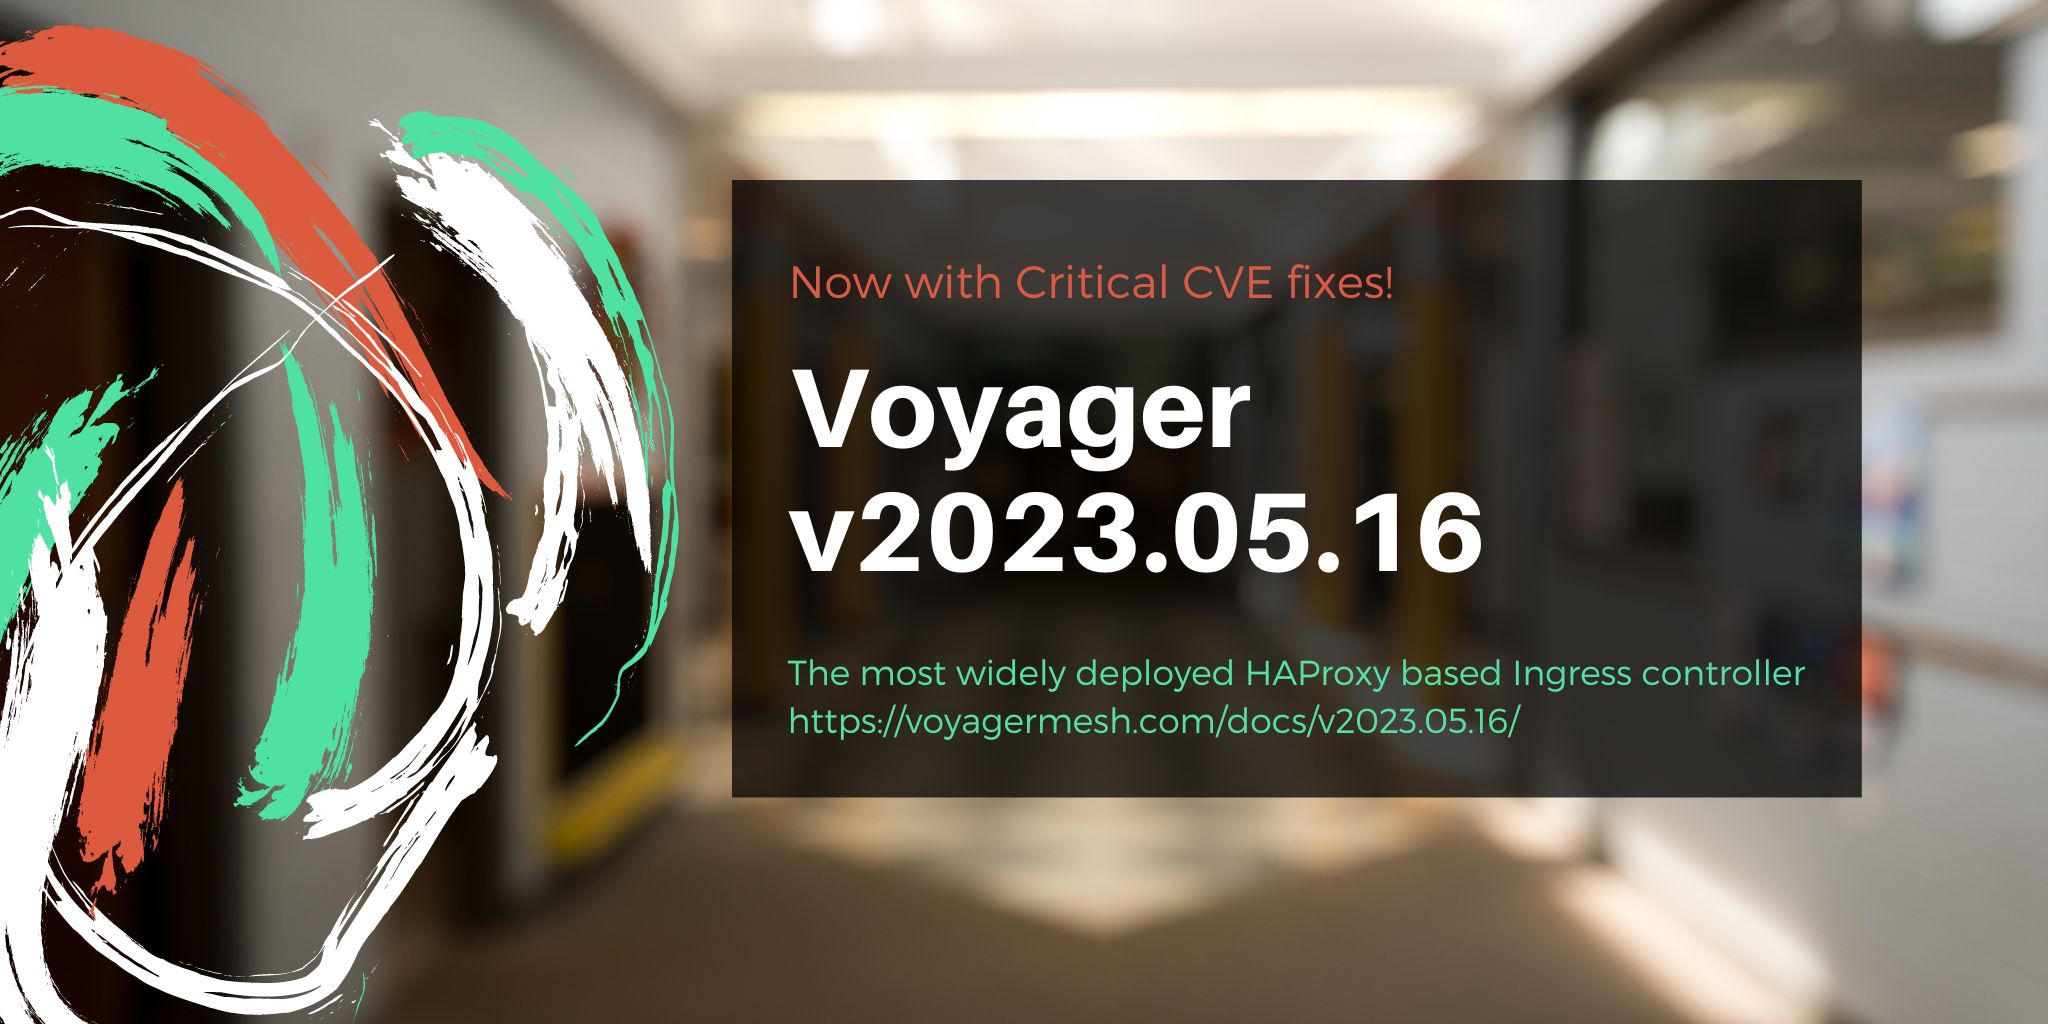 Now with Critical CVE fixes!
Voyager
v2023.05.16
The most widely deployed HAProxy based Ingress controller
https://voyagermesh.com/docs/v2023.05.16/